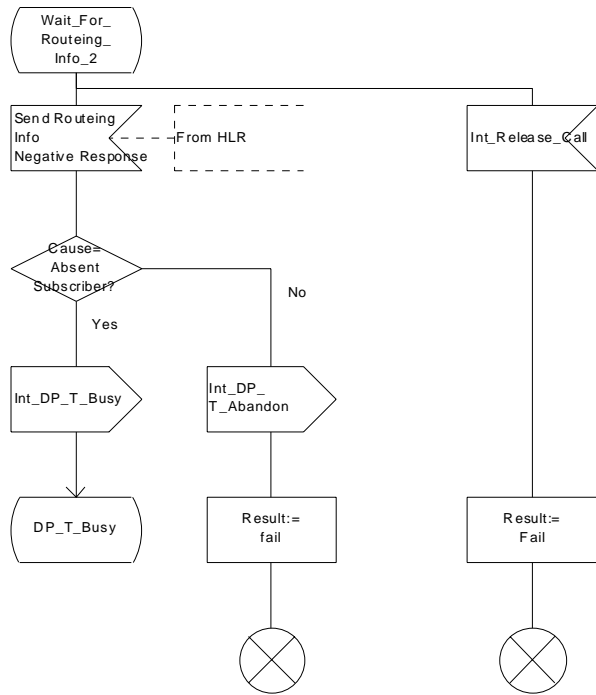 Wait_For_
Routeing_
Info_2
Send Routeing
Info
Negative Response
From HLR
Int_Release_Call
Cause=
Absent
Subscriber?
No
Yes
Int_DP_T_Busy
Int_DP_
T_Abandon
DP_T_Busy
Result:=
fail
Result:=
Fail